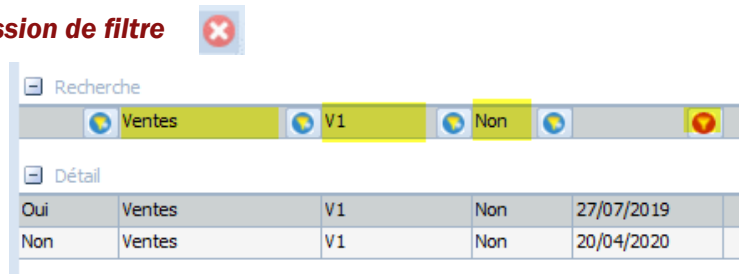 ssion de filtre
Recherche
Ventes V1 Non
Détail
Oui Ventes V1 Non 27/07/2019
Non Ventes V1 Non 20/04/2020